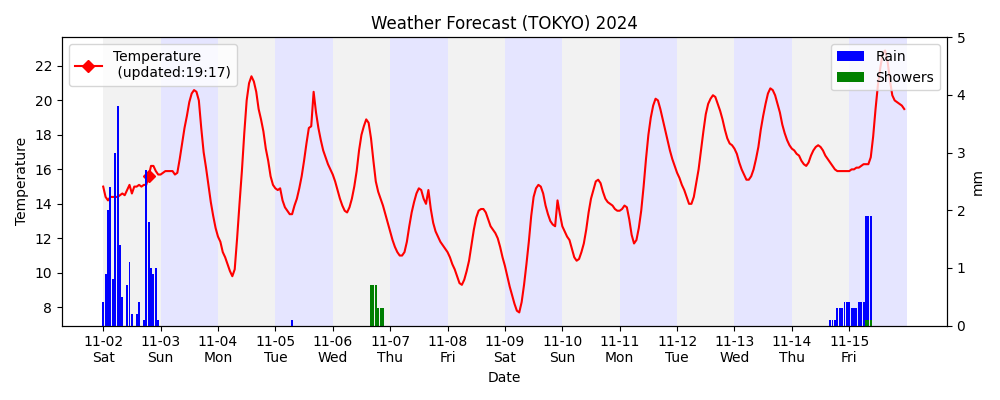 Weather Forecast (TOKYO) 2024
Temperature
(updated:19:17)
Rain
Showers
Temperature
22
20
18
16
14
12
10
8
5
4
3
2
1
0
mm
11-02 11-03 11-04 11-05 11-06 11-07 11-08 11-09 11-10 11-11 11-12 11-13 11-14 11-15
Sat Sun Mon Tue Wed Thu Fri Sat Sun Mon Tue Wed Thu Fri
Date